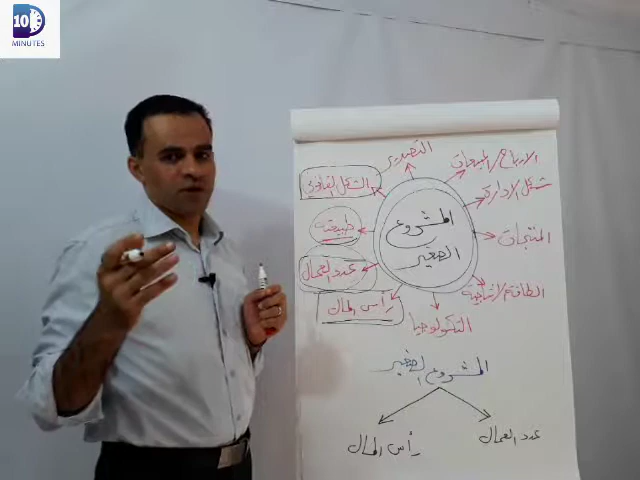 10
MINUTES
التصدير
الأرباح/المبيعات
الشكل القانوني
شكل الإدارة
المشروع
الصغير
طبيعته
المنتجات
عدد العمال
الطاقة الإنتاجية
رأس المال
التكنولوجيا
المشروع الصغير
رأس المال
عدد العمال